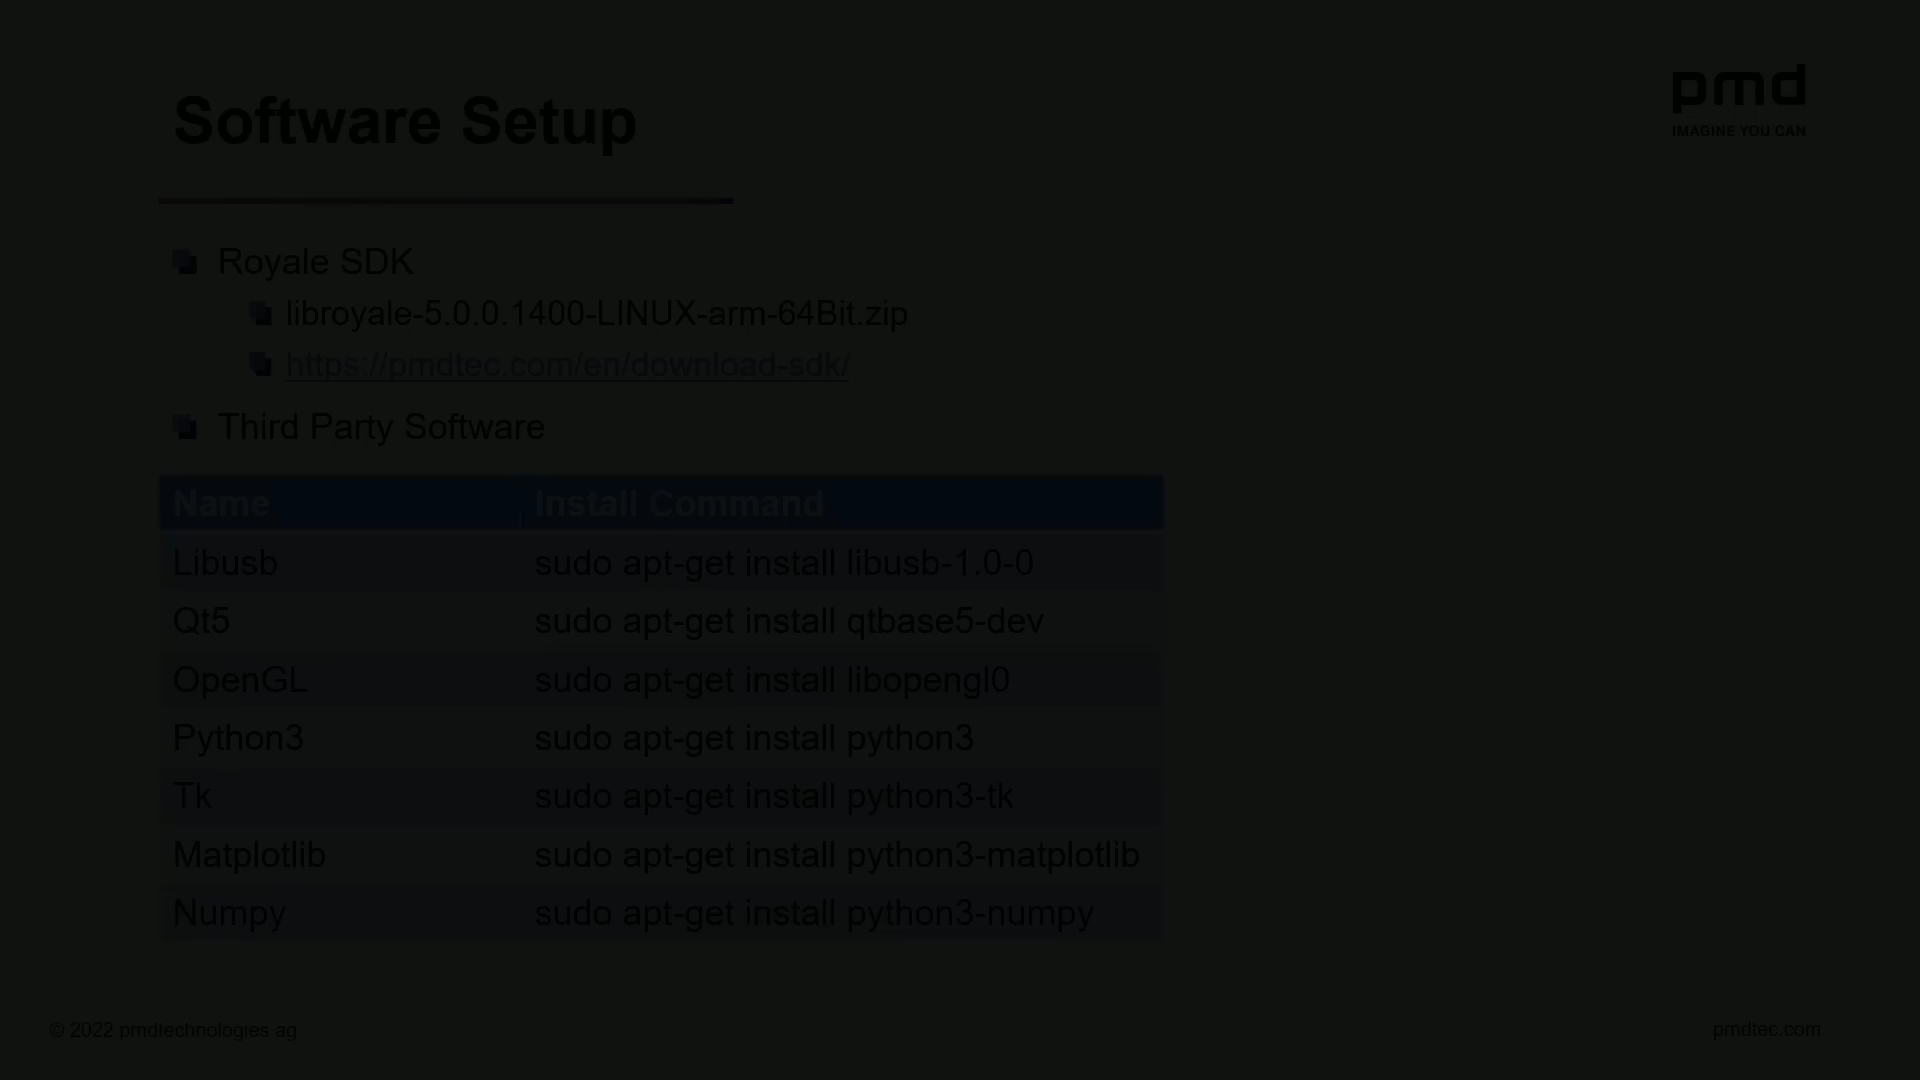 pmd
IMAGINE YOU CAN
Software Setup
Royale SDK
libroyale-5.0.0.1400-LINUX-arm-64Bit.zip
https://pmdtec.com/en/download-sdk/
Third Party Software
Name Install Command
Libusb sudo apt-get install libusb-1.0-0
Qt5 sudo apt-get install qtbase5-dev
OpenGL sudo apt-get install libopengl0
Python3 sudo apt-get install python3
Tk sudo apt-get install python3-tk
Matplotlib sudo apt-get install python3-matplotlib
Numpy sudo apt-get install python3-numpy
© 2022 pmdtechnologies ag
pmdtec.com